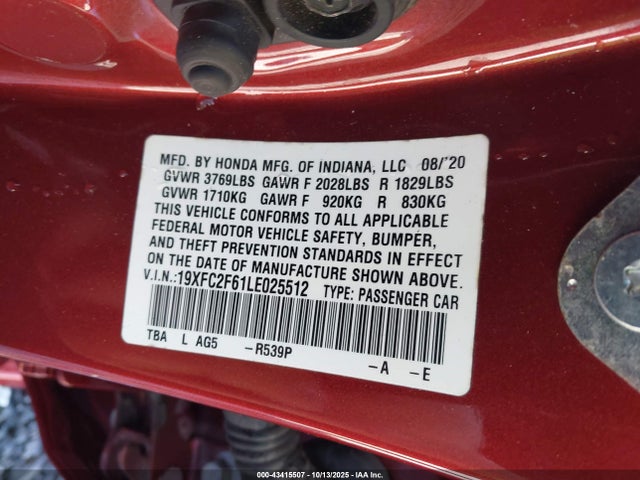 MFD. BY HONDA MFG. OF INDIANA, LLC 08/'20
GVWR 3769LBS GAWR F 2028LBS R 1829LBS
GVWR 1710KG GAWR F 920KG R 830KG
THIS VEHICLE CONFORMS TO ALL APPLICABLE
FEDERAL MOTOR VEHICLE SAFETY, BUMPER,
AND THEFT PREVENTION STANDARDS IN EFFECT
ON THE DATE OF MANUFACTURE SHOWN ABOVE.
V.I.N.:19XFC2F61LE025512 TYPE: PASSENGER CAR
TBA L AG5 -R539P -A -E
000-43415507 - 10/13/2025 - IAA Inc.